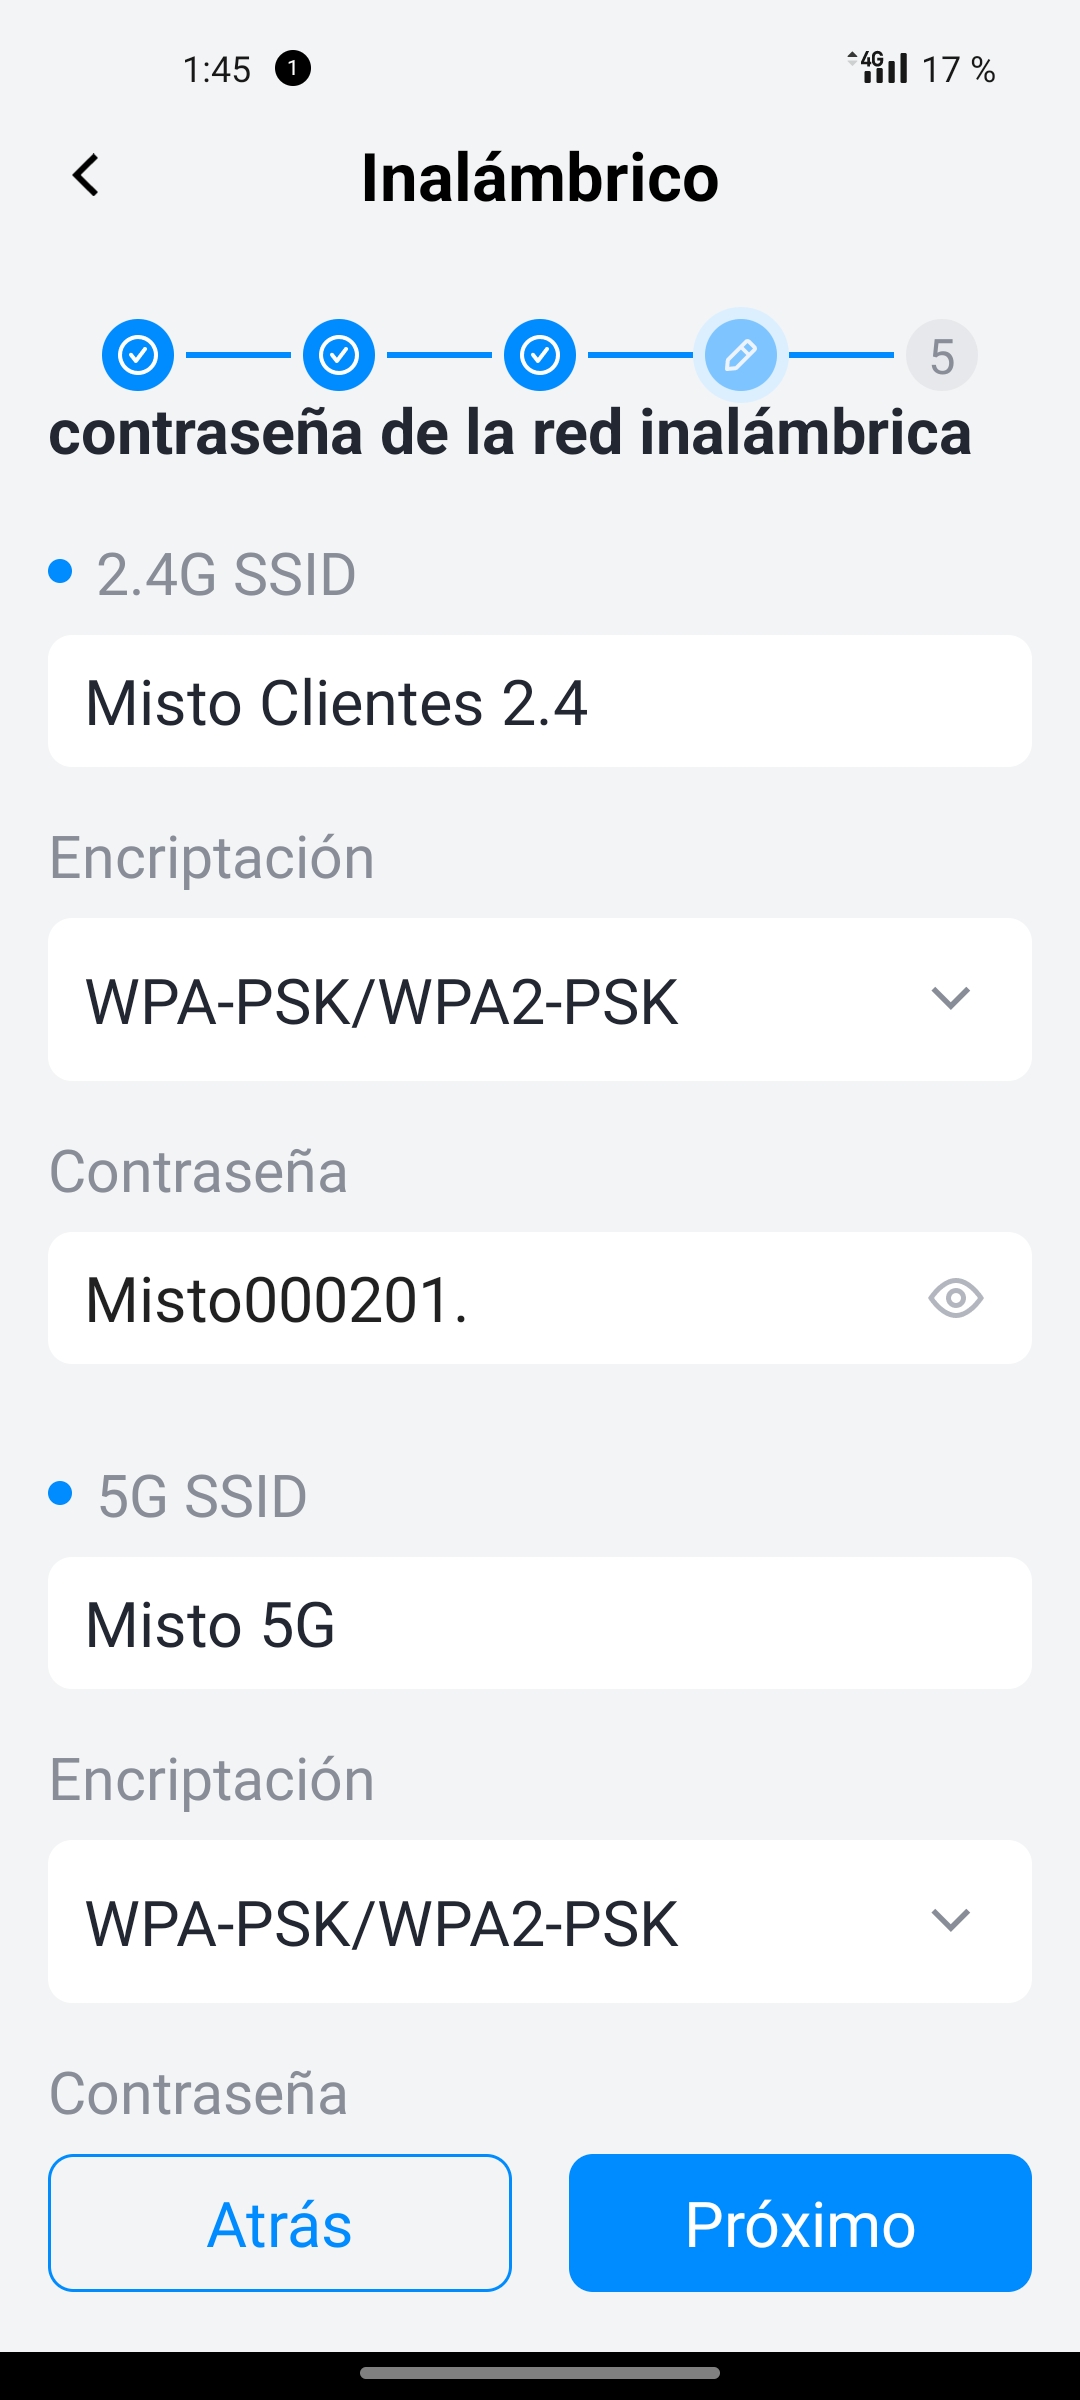 1:45 1 4G 17 %
Inalámbrico
5
contraseña de la red inalámbrica
2.4G SSID
Misto Clientes 2.4
Encriptación
WPA-PSK/WPA2-PSK
Contraseña
Misto000201.
5G SSID
Misto 5G
Encriptación
WPA-PSK/WPA2-PSK
Contraseña
Atrás Próximo